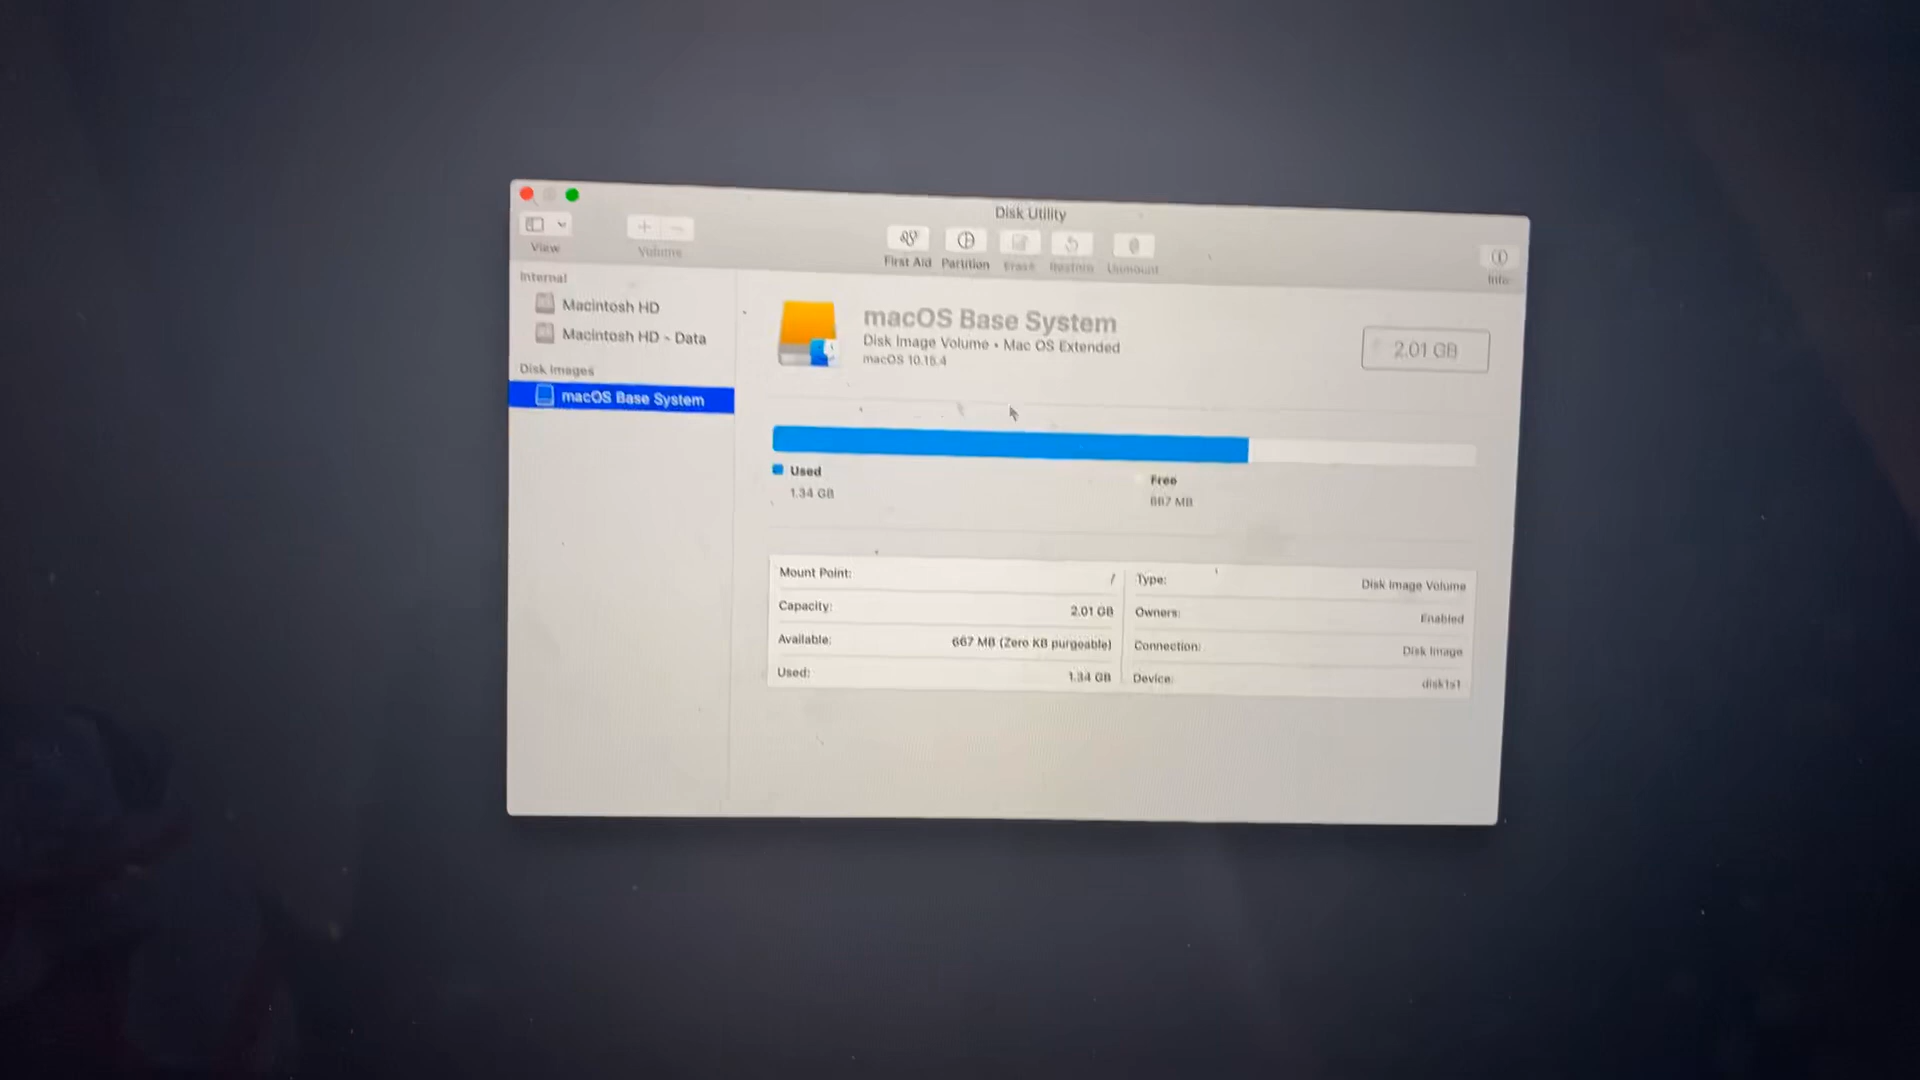 Disk Utility
View
Volume
First Aid
Partition
Erase
Restore
Unmount
Info
Internal
Macintosh HD
Macintosh HD - Data
Disk Images
macOS Base System
macOS Base System
Disk Image Volume • Mac OS Extended
macOS 10.15.4
2.01 GB
Used
1.34 GB
Free
667 MB
Mount Point: /
Capacity: 2.01 GB
Available: 667 MB (Zero KB purgeable)
Used: 1.34 GB
Type: Disk Image Volume
Owners: Enabled
Connection: Disk Image
Device: disk1s1